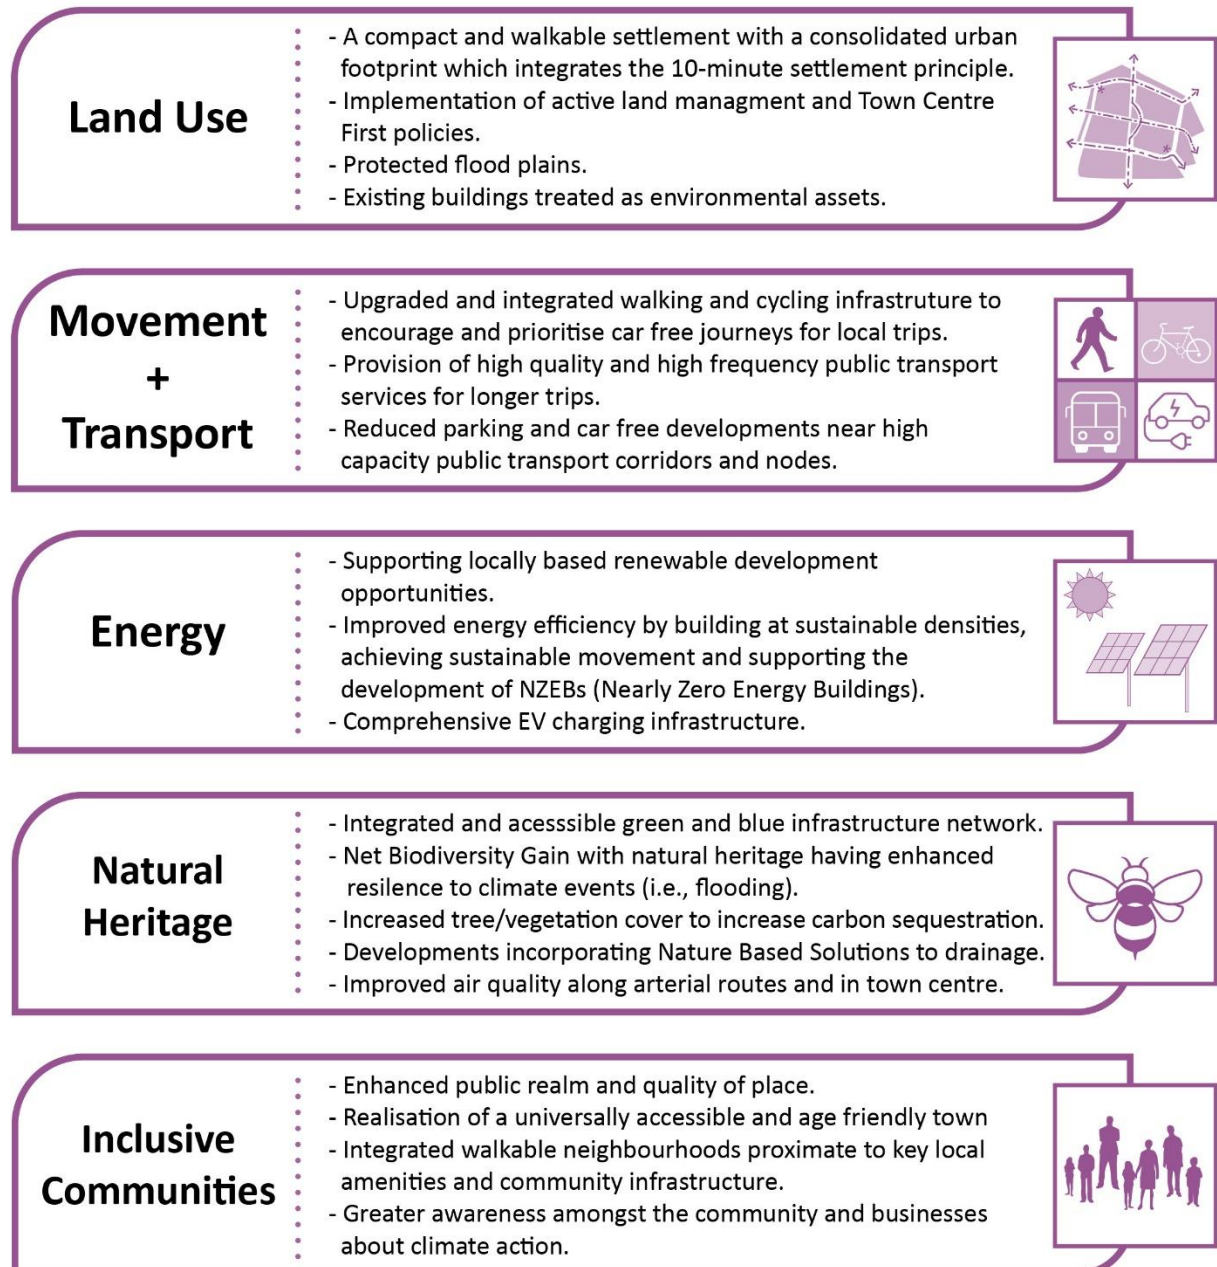 Land Use
- A compact and walkable settlement with a consolidated urban
footprint which integrates the 10-minute settlement principle.
- Implementation of active land managment and Town Centre
First policies.
- Protected flood plains.
- Existing buildings treated as environmental assets.
Movement
+
Transport
- Upgraded and integrated walking and cycling infrastruture to
encourage and prioritise car free journeys for local trips.
- Provision of high quality and high frequency public transport
services for longer trips.
- Reduced parking and car free developments near high
capacity public transport corridors and nodes.
Energy
- Supporting locally based renewable development
opportunities.
- Improved energy efficiency by building at sustainable densities,
achieving sustainable movement and supporting the
development of NZEBs (Nearly Zero Energy Buildings).
- Comprehensive EV charging infrastructure.
Natural
Heritage
- Integrated and acesssible green and blue infrastructure network.
- Net Biodiversity Gain with natural heritage having enhanced
resilence to climate events (i.e., flooding).
- Increased tree/vegetation cover to increase carbon sequestration.
- Developments incorporating Nature Based Solutions to drainage.
- Improved air quality along arterial routes and in town centre.
Inclusive
Communities
- Enhanced public realm and quality of place.
- Realisation of a universally accessible and age friendly town
- Integrated walkable neighbourhoods proximate to key local
amenities and community infrastructure.
- Greater awareness amongst the community and businesses
about climate action.